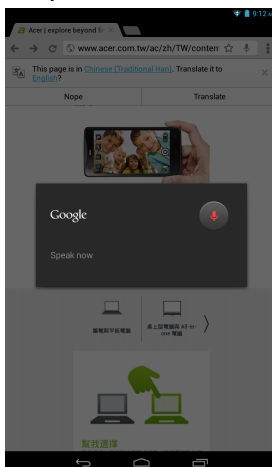 9:12
Acer | explore beyond li
www.acer.com.tw/ac/zh/TW/conten
This page is in Chinese (Traditional Han). Translate it to
English?
Nope
Translate
Google
Speak now
筆電與平板電腦
桌上型電腦與 All-in-
one 電腦
幫我選擇